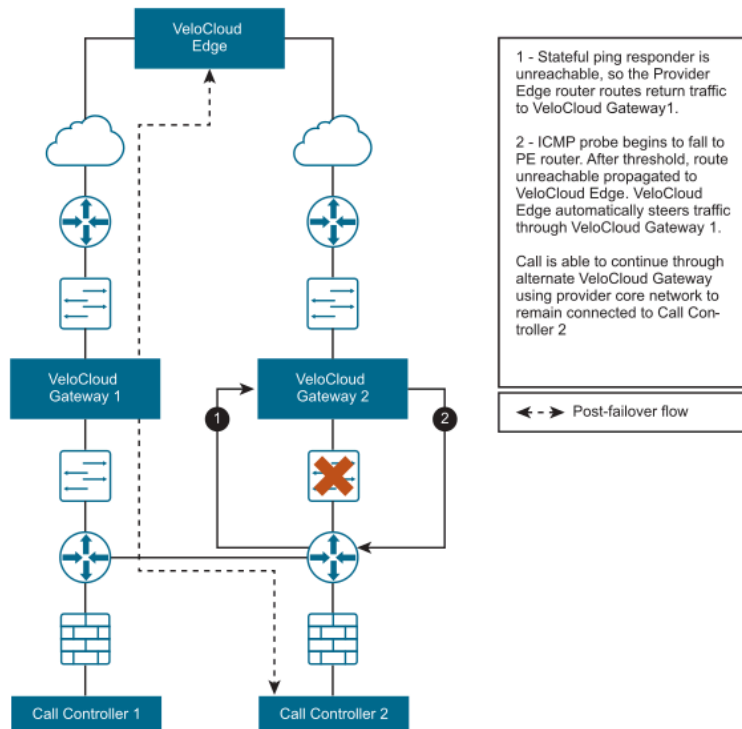 VeloCloud
Edge
1 - Stateful ping responder is
unreachable, so the Provider
Edge router routes return traffic
to VeloCloud Gateway1.
2 - ICMP probe begins to fall to
PE router. After threshold, route
unreachable propagated to
VeloCloud Edge. VeloCloud
Edge automatically steers traffic
through VeloCloud Gateway 1.
Call is able to continue through
alternate VeloCloud Gateway
using provider core network to
remain connected to Call Con-
troller 2
Post-failover flow
VeloCloud
Gateway 1
VeloCloud
Gateway 2
1
2
Call Controller 1
Call Controller 2